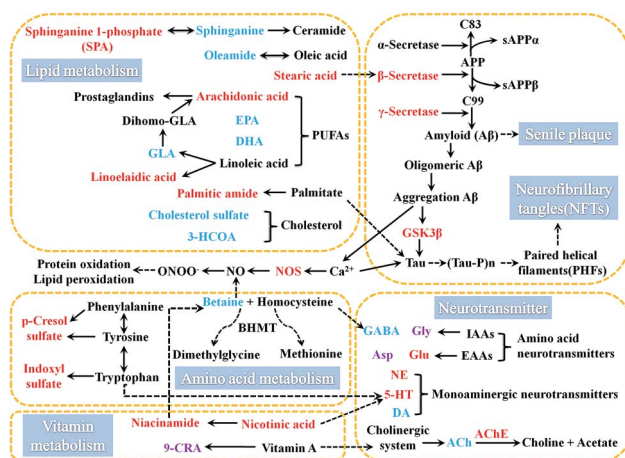 Sphinganine 1-phosphate
(SPA)
Sphinganine
Ceramide
Oleamide
Oleic acid
Lipid metabolism
Stearic acid
Prostaglandins
Arachidonic acid
Dihomo-GLA
EPA
DHA
PUFAs
GLA
Linoleic acid
Linoelaidic acid
Palmitic amide
Palmitate
Cholesterol sulfate
3-HCOA
Cholesterol
C83
α-Secretase
sAPPα
APP
β-Secretase
sAPPβ
C99
γ-Secretase
Amyloid (Aβ)
Senile plaque
Oligomeric Aβ
Aggregation Aβ
Neurofibrillary
tangles(NFTs)
GSK3β
Tau
(Tau-P)n
Paired helical
filaments(PHFs)
Protein oxidation
Lipid peroxidation
ONOO-
NO
NOS
Ca2+
Phenylalanine
Betaine + Homocysteine
p-Cresol
sulfate
Tyrosine
BHMT
Dimethylglycine
Methionine
Indoxyl
sulfate
Tryptophan
Amino acid metabolism
Neurotransmitter
GABA
Gly
IAAs
Asp
Glu
EAAs
Amino acid
neurotransmitters
NE
5-HT
DA
Monoaminergic neurotransmitters
Vitamin
metabolism
Niacinamide
Nicotinic acid
9-CRA
Vitamin A
Cholinergic
system
ACh
AChE
Choline + Acetate